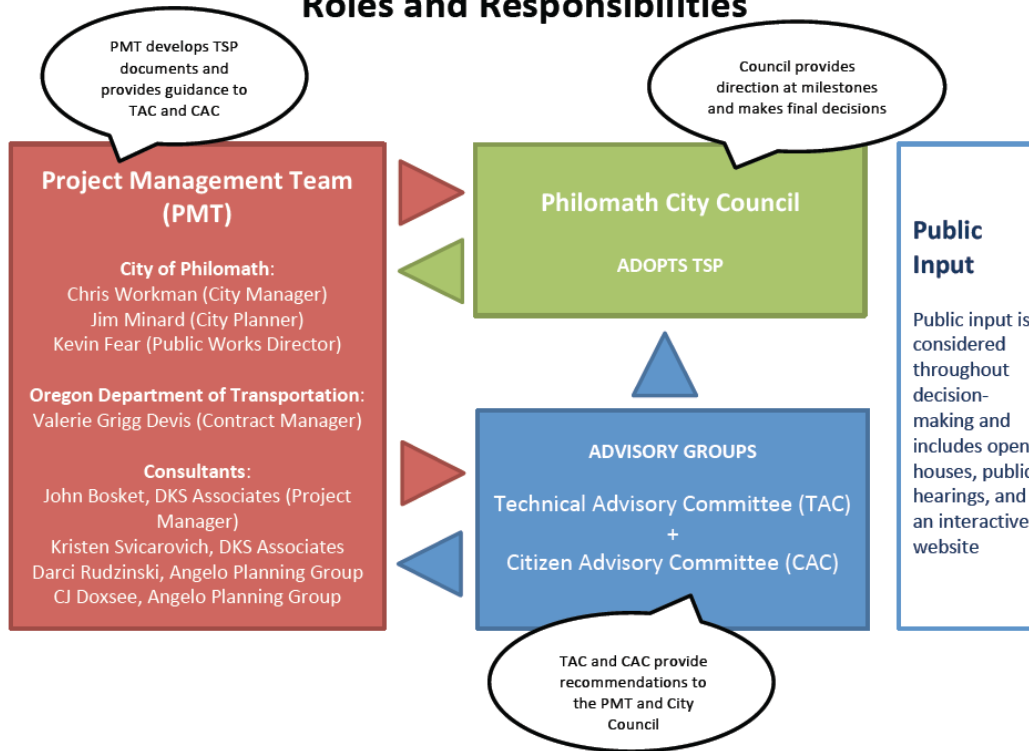 Roles and Responsibilities
PMT develops TSP
documents and
provides guidance to
TAC and CAC
Council provides
direction at milestones
and makes final decisions
Project Management Team
(PMT)
City of Philomath:
Chris Workman (City Manager)
Jim Minard (City Planner)
Kevin Fear (Public Works Director)
Oregon Department of Transportation:
Valerie Grigg Devis (Contract Manager)
Consultants:
John Bosket, DKS Associates (Project
Manager)
Kristen Svicarovich, DKS Associates
Darci Rudzinski, Angelo Planning Group
CJ Doxsee, Angelo Planning Group
Philomath City Council
ADOPTS TSP
ADVISORY GROUPS
Technical Advisory Committee (TAC)
+
Citizen Advisory Committee (CAC)
TAC and CAC provide
recommendations to
the PMT and City
Council
Public
Input
Public input is
considered
throughout
decision-
making and
includes open
houses, public
hearings, and
an interactive
website